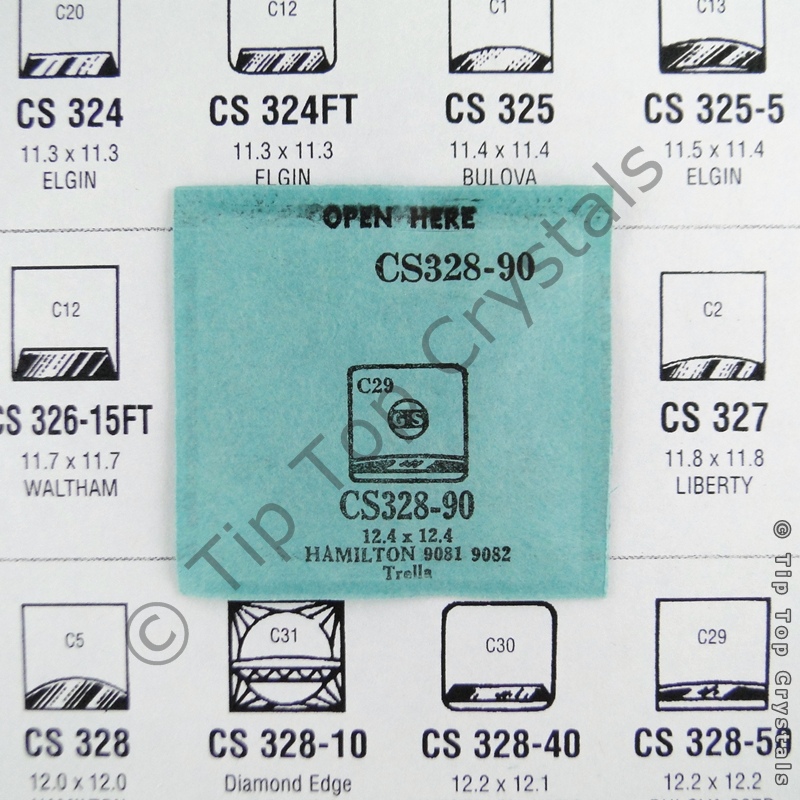 C20 C12 C1 C13
CS 324 CS 324FT CS 325 CS 325-5
11.3 x 11.3 11.3 x 11.3 11.4 x 11.4 11.5 x 11.4
ELGIN ELGIN BULOVA ELGIN
OPEN HERE
CS328-90
C29
GS
CS328-90
12.4 x 12.4
HAMILTON 9081 9082
Trella
C12
CS 326-15FT
11.7 x 11.7
WALTHAM
C2
CS 327
11.8 x 11.8
LIBERTY
C5 C31 C30 C29
CS 328 CS 328-10 CS 328-40 CS 328-50
12.0 x 12.0 Diamond Edge 12.2 x 12.1 12.2 x 12.2
© Tip Top Crystals
© Tip Top Crystals